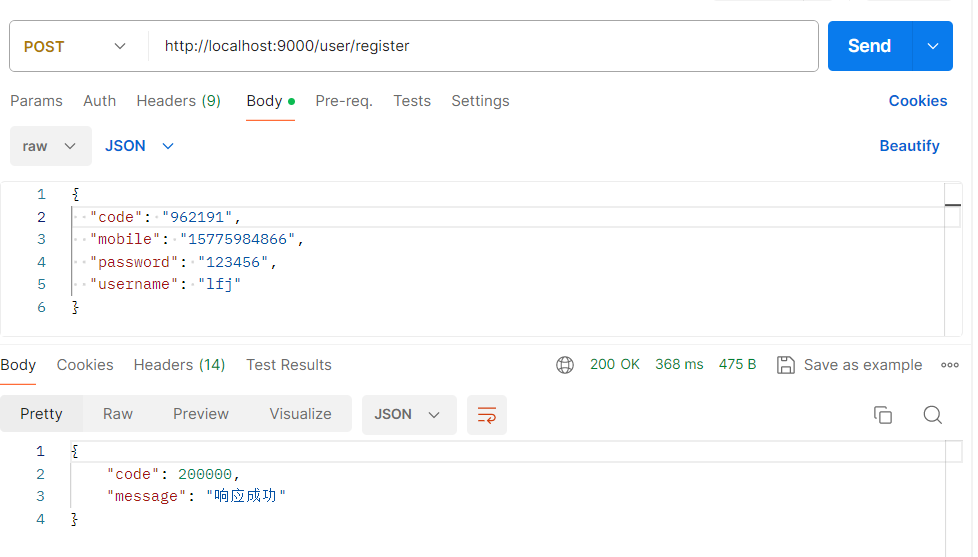 POST http://localhost:9000/user/register Send
Params Auth Headers (9) Body Pre-req. Tests Settings Cookies
raw JSON Beautify
1 {
2 "code": "962191",
3 "mobile": "15775984866",
4 "password": "123456",
5 "username": "lfj"
6 }
Body Cookies Headers (14) Test Results 200 OK 368 ms 475 B Save as example
Pretty Raw Preview Visualize JSON
1 {
2 "code": 200000,
3 "message": "响应成功"
4 }